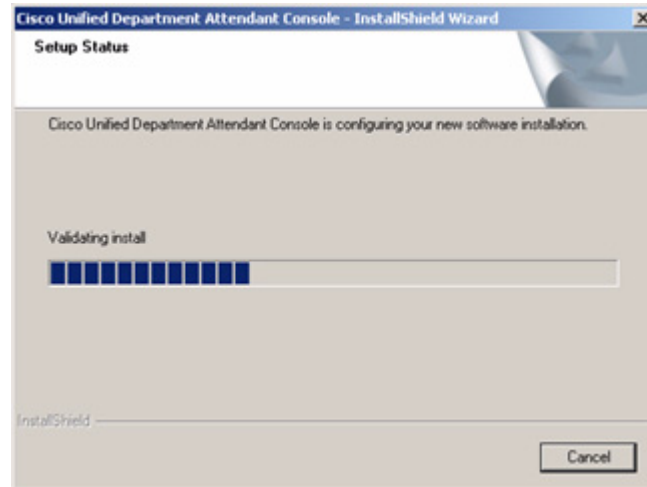 Cisco Unified Department Attendant Console - InstallShield Wizard
Setup Status
Cisco Unified Department Attendant Console is configuring your new software installation.
Validating install
InstallShield
Cancel